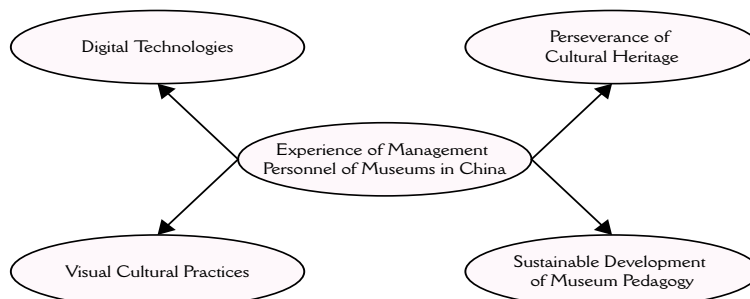 Digital Technologies
Perseverance of
Cultural Heritage
Experience of Management
Personnel of Museums in China
Visual Cultural Practices
Sustainable Development
of Museum Pedagogy